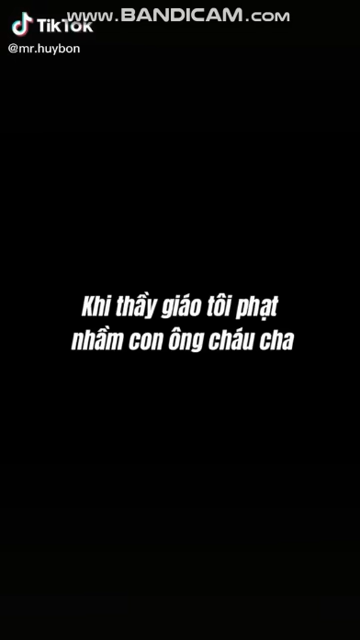 www.BANDICAM.com
TikTok
@mr.huybon
Khi thầy giáo tôi phạt
nhầm con ông cháu cha